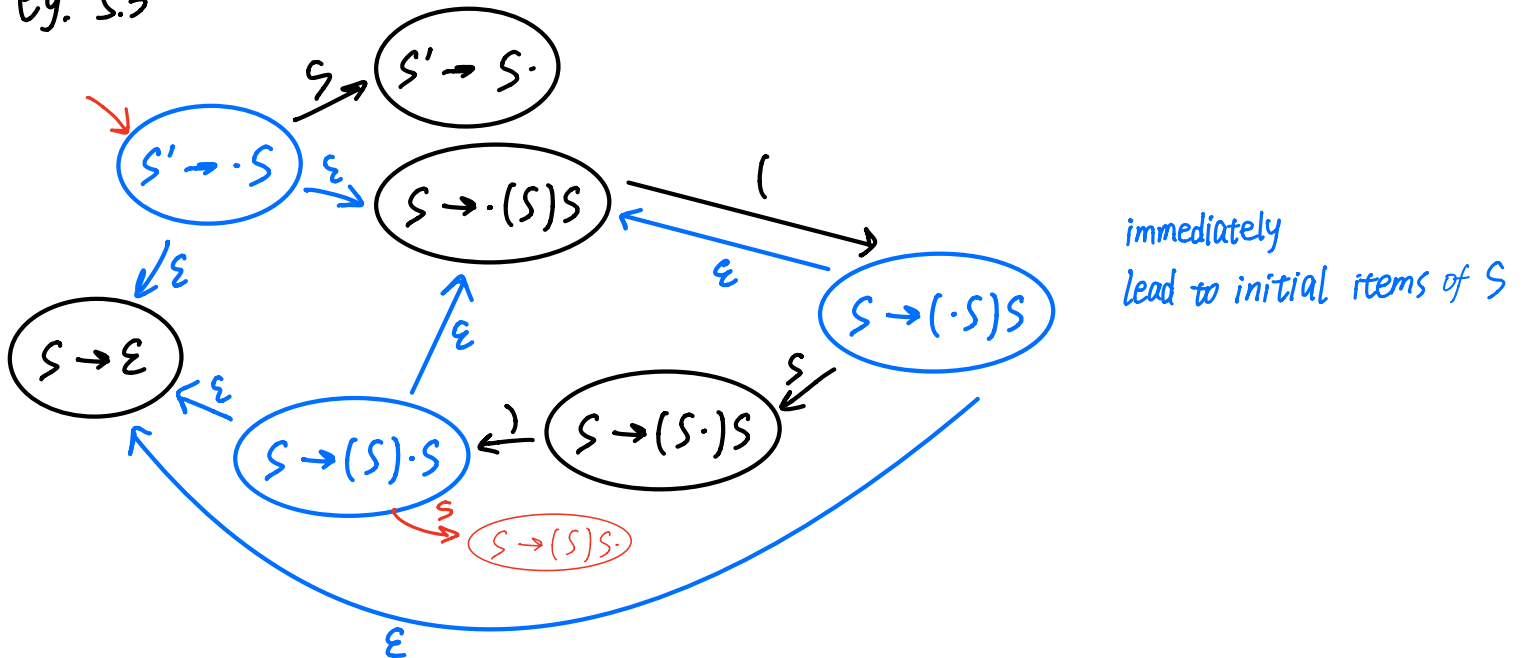 eg. 5.5
S' → S·
S
S' → ·S
ε
S → ·(S)S
(
ε
immediately
lead to initial items of S
ε
S → (·S)S
ε
S → ε
S
ε
)
S → (S·)S
S → (S)·S
S
S → (S)S·
ε